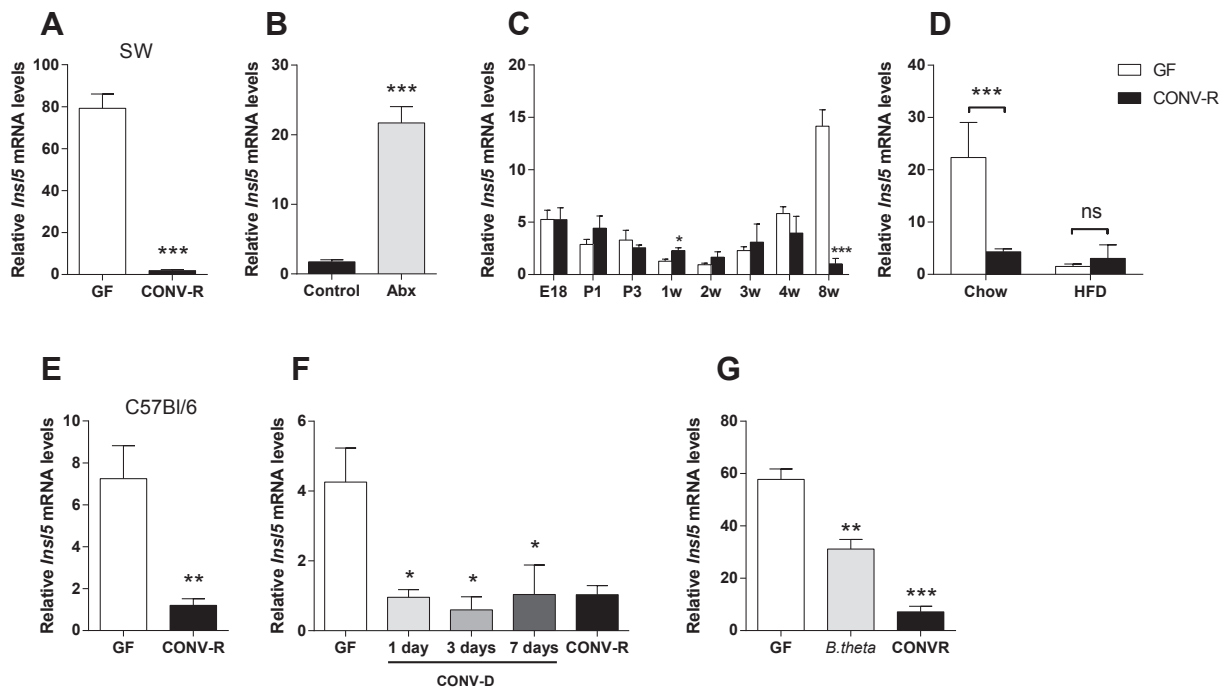 A
SW
Relative Insl5 mRNA levels
100
80
60
40
20
0
***
GF CONV-R
B
Relative Insl5 mRNA levels
30
20
10
0
***
Control Abx
C
Relative Insl5 mRNA levels
20
15
10
5
0
*
***
E18 P1 P3 1w 2w 3w 4w 8w
D
Relative Insl5 mRNA levels
40
30
20
10
0
***
ns
Chow HFD
GF
CONV-R
E
C57Bl/6
Relative Insl5 mRNA levels
10
8
6
4
2
0
**
GF CONV-R
F
Relative Insl5 mRNA levels
6
4
2
0
* * *
GF 1 day 3 days 7 days CONV-R
CONV-D
G
Relative Insl5 mRNA levels
80
60
40
20
0
**
***
GF B.theta CONVR